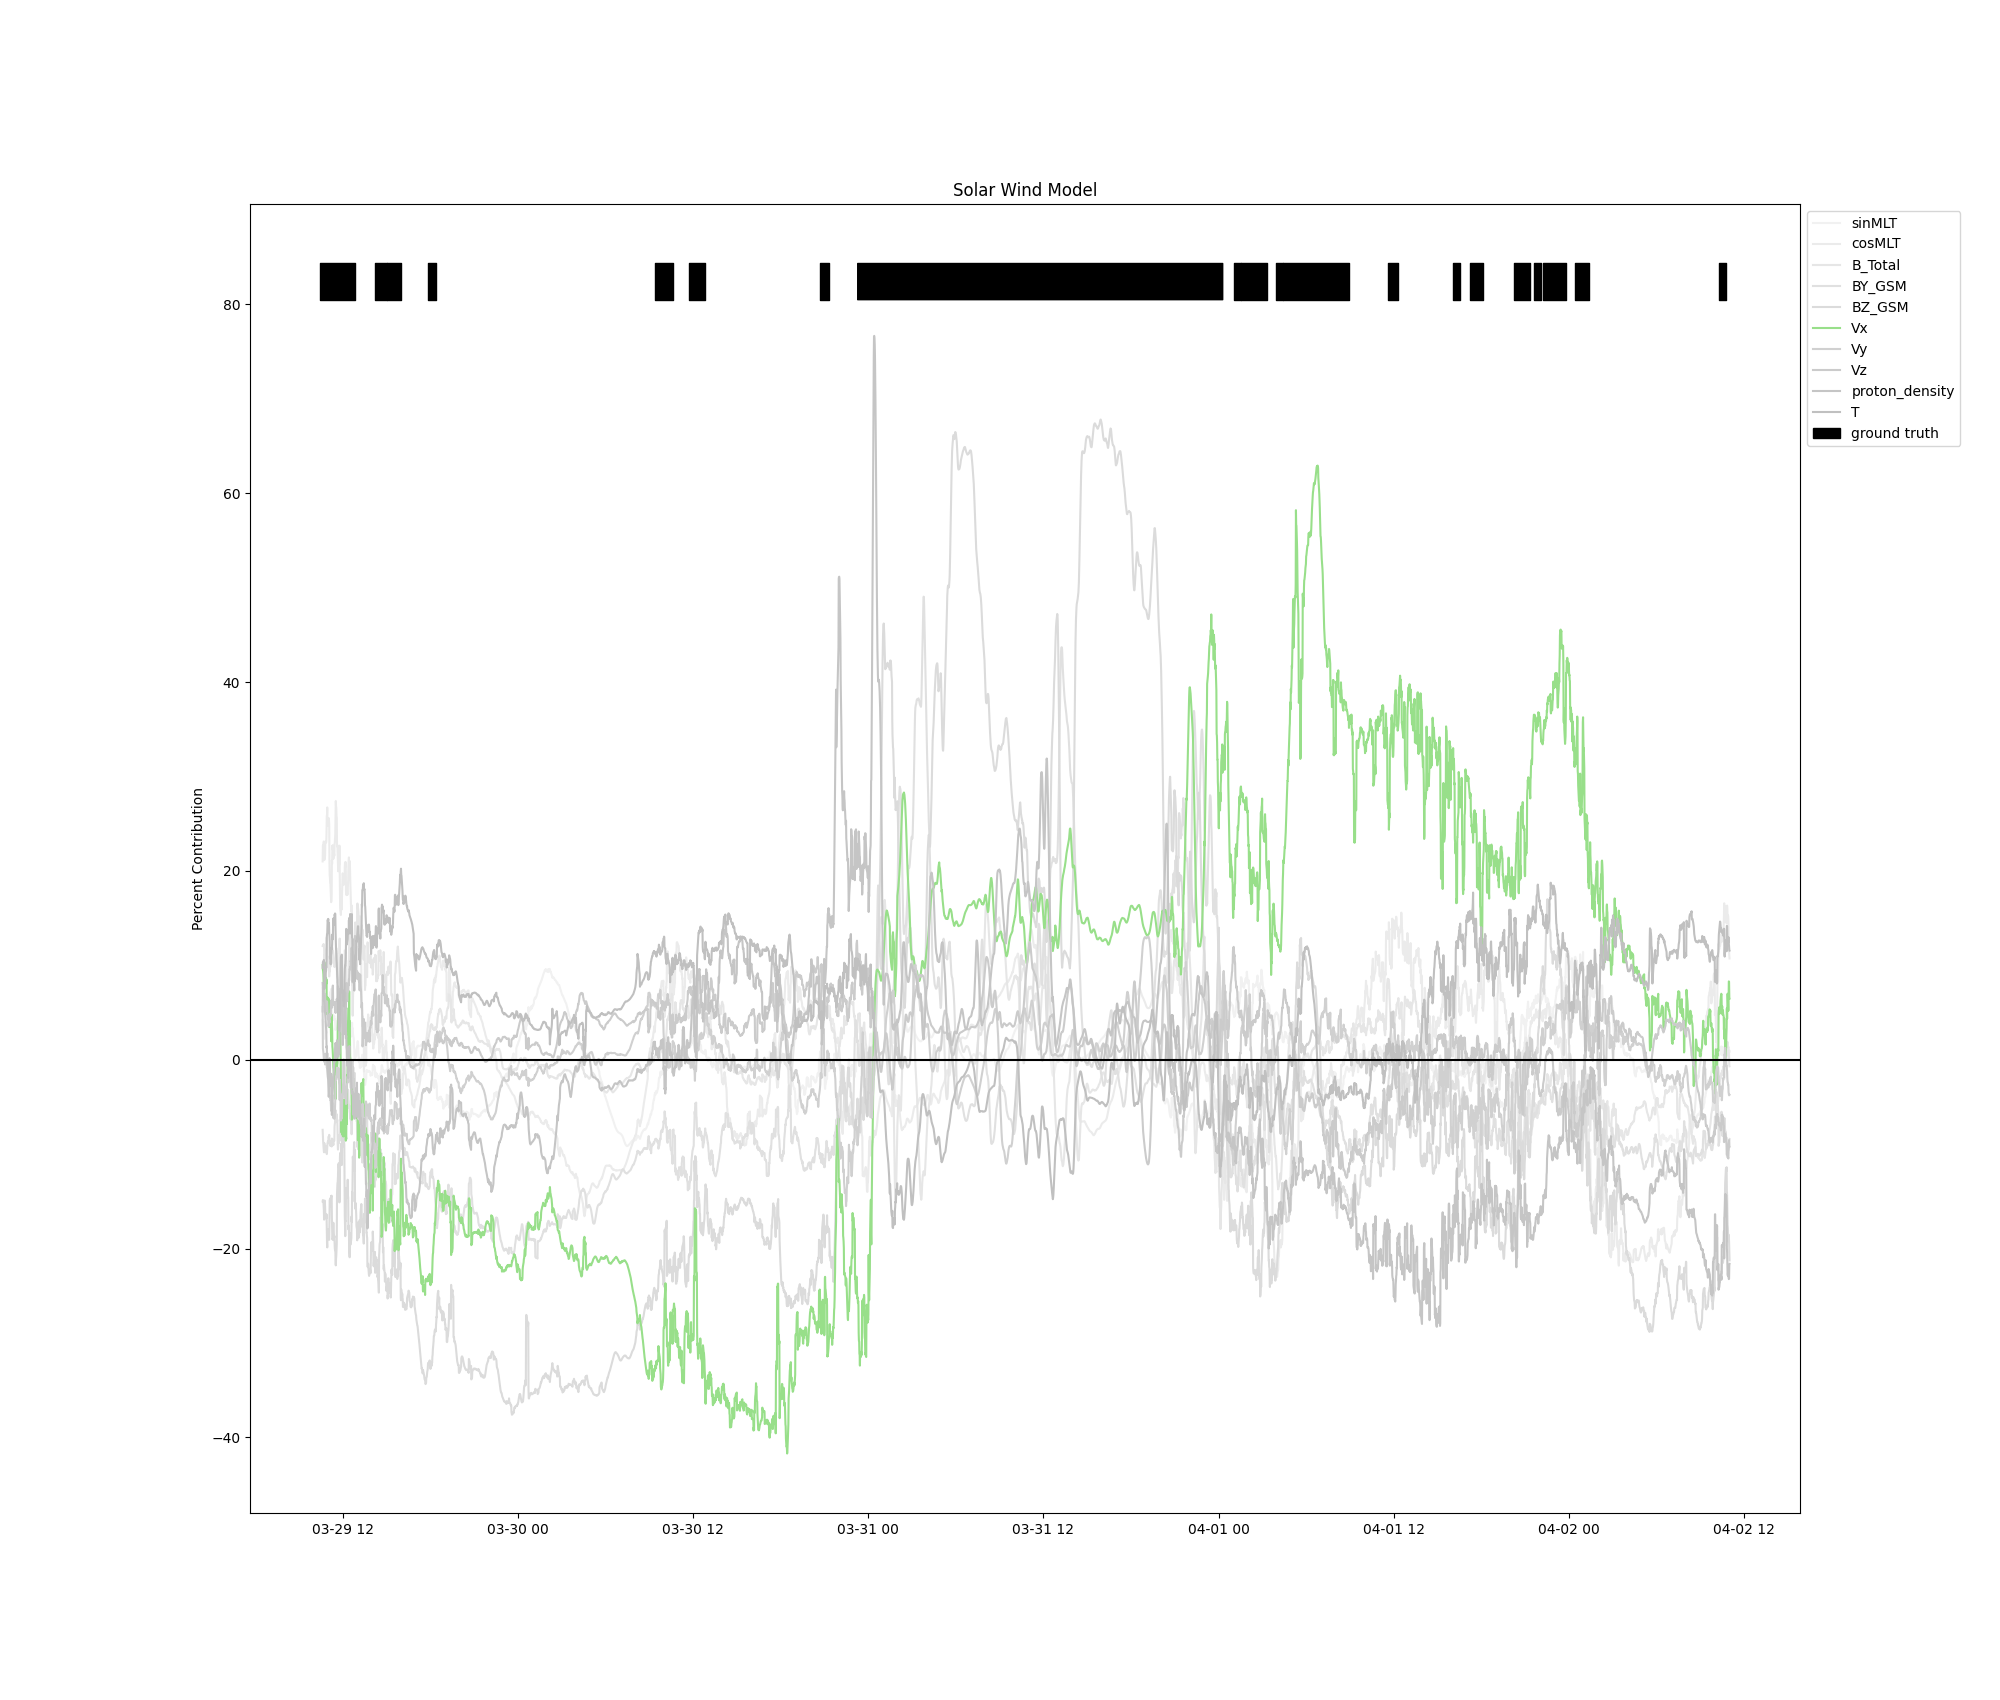 Solar Wind Model
sinMLT
cosMLT
B_Total
BY_GSM
BZ_GSM
Vx
Vy
Vz
proton_density
T
ground truth
Percent Contribution
80
60
40
20
0
−20
−40
03-29 12
03-30 00
03-30 12
03-31 00
03-31 12
04-01 00
04-01 12
04-02 00
04-02 12